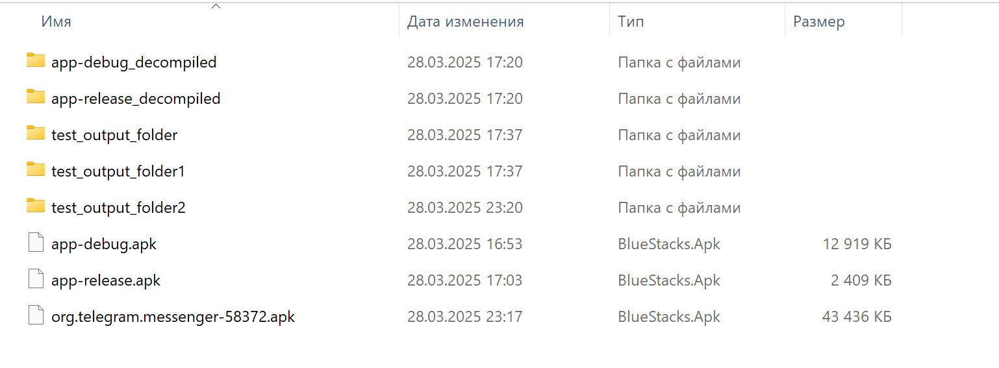 Имя Дата изменения Тип Размер
app-debug_decompiled 28.03.2025 17:20 Папка с файлами
app-release_decompiled 28.03.2025 17:20 Папка с файлами
test_output_folder 28.03.2025 17:37 Папка с файлами
test_output_folder1 28.03.2025 17:37 Папка с файлами
test_output_folder2 28.03.2025 23:20 Папка с файлами
app-debug.apk 28.03.2025 16:53 BlueStacks.Apk 12 919 КБ
app-release.apk 28.03.2025 17:03 BlueStacks.Apk 2 409 КБ
org.telegram.messenger-58372.apk 28.03.2025 23:17 BlueStacks.Apk 43 436 КБ